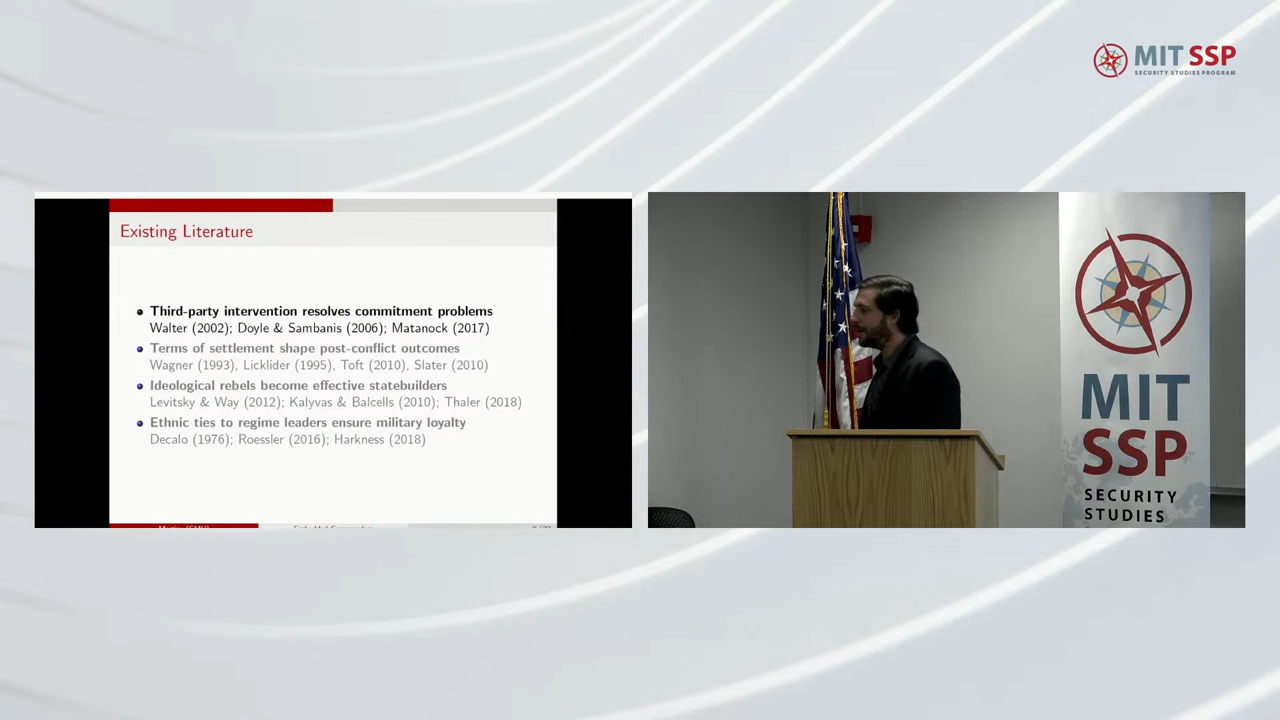 MIT SSP
SECURITY STUDIES PROGRAM
Existing Literature
Third-party intervention resolves commitment problems
Walter (2002); Doyle & Sambanis (2006); Matanock (2017)
Terms of settlement shape post-conflict outcomes
Wagner (1993), Licklider (1995), Toft (2010), Slater (2010)
Ideological rebels become effective statebuilders
Levitsky & Way (2012); Kalyvas & Balcells (2010); Thaler (2018)
Ethnic ties to regime leaders ensure military loyalty
Decalo (1976); Roessler (2016); Harkness (2018)
MIT
SSP
SECURITY
STUDIES